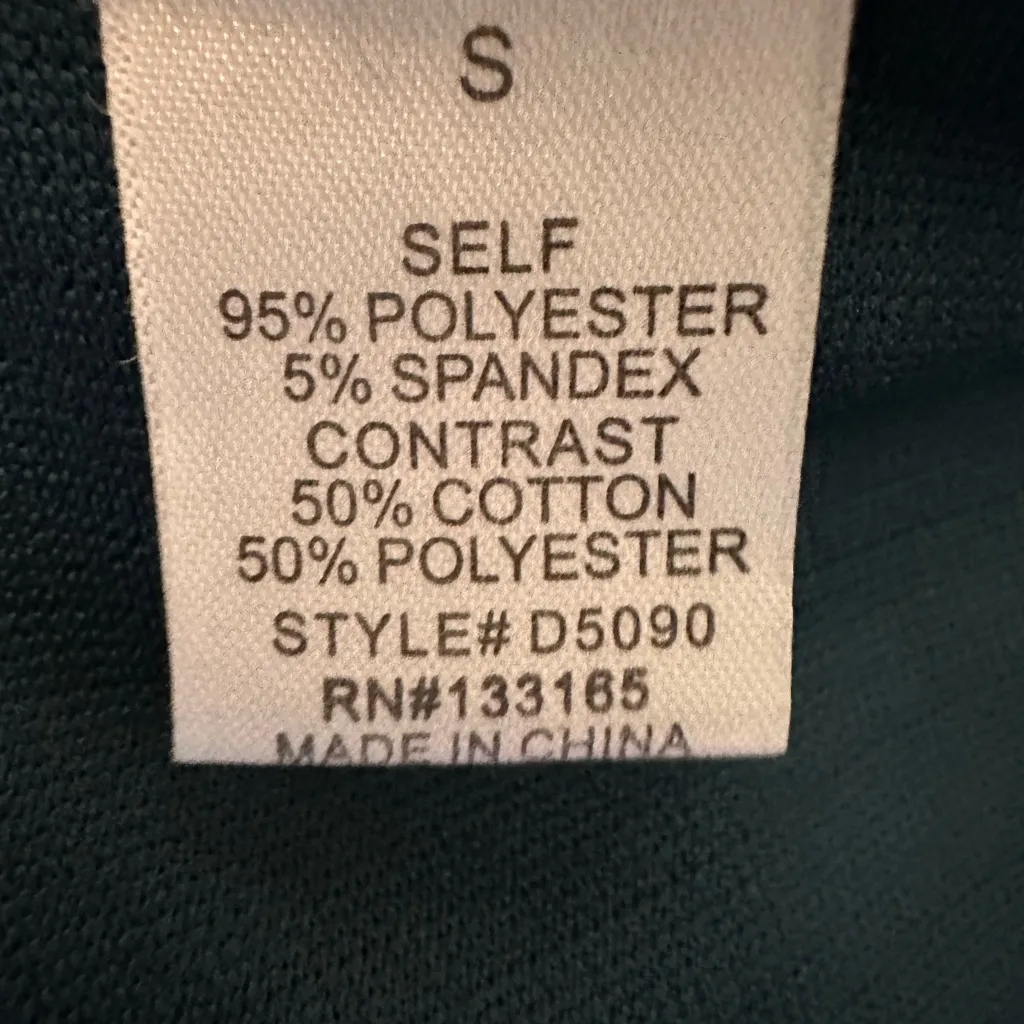 S
SELF
95% POLYESTER
5% SPANDEX
CONTRAST
50% COTTON
50% POLYESTER
STYLE# D5090
RN#133165
MADE IN CHINA